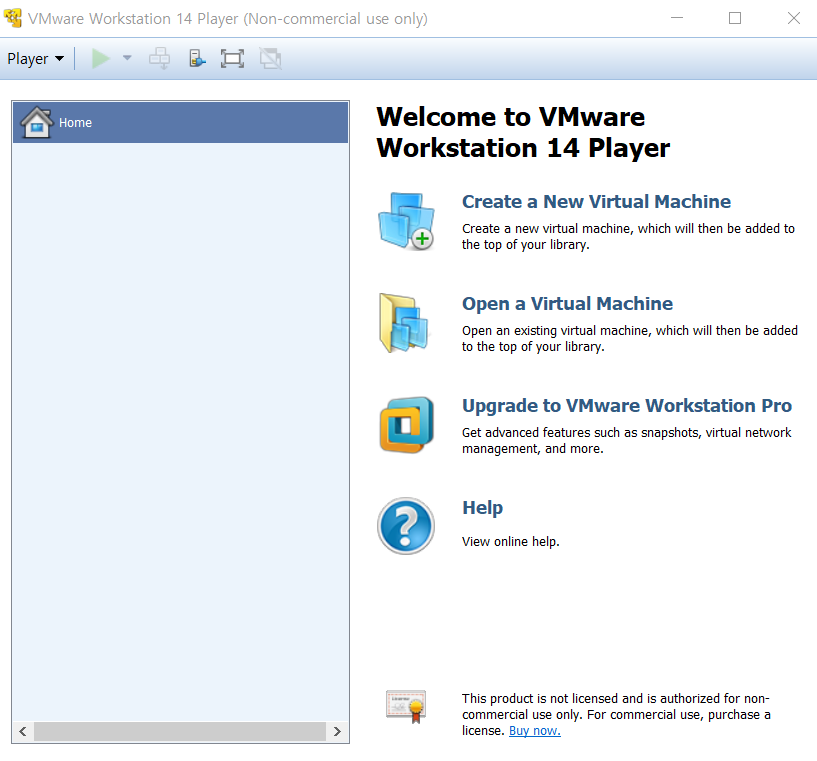 VMware Workstation 14 Player (Non-commercial use only)
Player
Home
Welcome to VMware
Workstation 14 Player
Create a New Virtual Machine
Create a new virtual machine, which will then be added to
the top of your library.
Open a Virtual Machine
Open an existing virtual machine, which will then be added
to the top of your library.
Upgrade to VMware Workstation Pro
Get advanced features such as snapshots, virtual network
management, and more.
Help
View online help.
This product is not licensed and is authorized for non-
commercial use only. For commercial use, purchase a
license. Buy now.